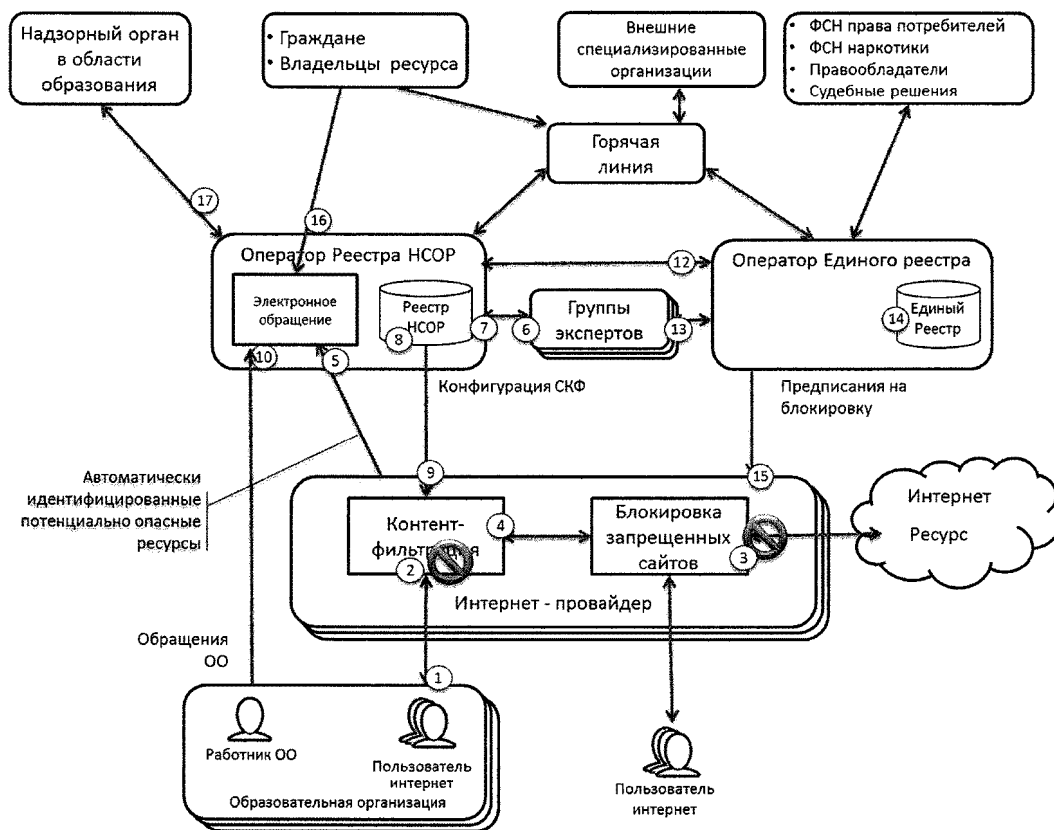 Надзорный орган
в области
образования
• Граждане
• Владельцы ресурса
Внешние
специализированные
организации
• ФСН права потребителей
• ФСН наркотики
• Правообладатели
• Судебные решения
Горячая
линия
17
16
Оператор Реестра НСОР
12
Оператор Единого реестра
Электронное
обращение
Реестр
НСОР
8
7
6
Группы
экспертов
13
14
Единый
Реестр
10
5
Конфигурация СКФ
Предписания на
блокировку
Автоматически
идентифицированные
потенциально опасные
ресурсы
9
15
Контент-
фильтрация
2
4
Блокировка
запрещенных
сайтов
3
Интернет
Ресурс
Интернет - провайдер
Обращения
ОО
1
Работник ОО
Пользователь
интернет
Образовательная организация
Пользователь
интернет